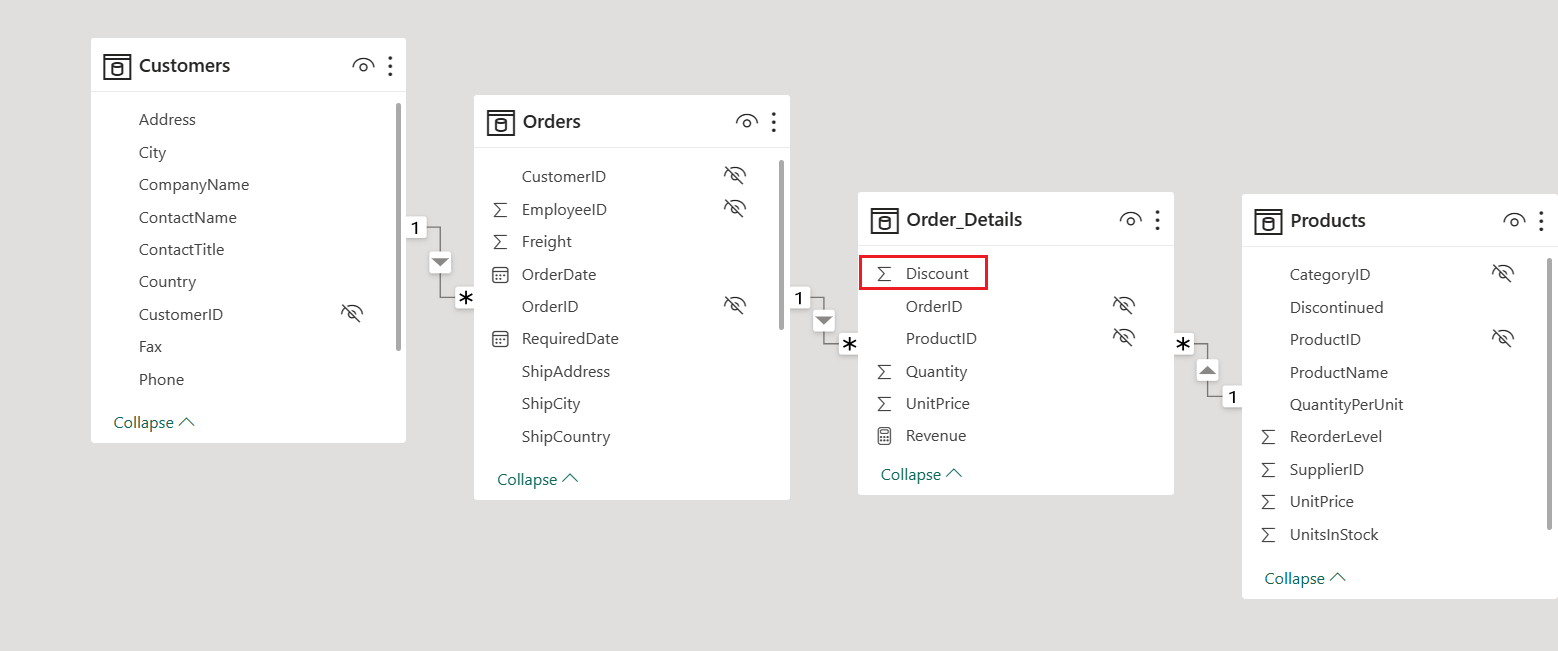 Customers
Address
City
CompanyName
ContactName
ContactTitle
Country
CustomerID
Fax
Phone
Collapse
1
*
Orders
CustomerID
EmployeeID
Freight
OrderDate
OrderID
RequiredDate
ShipAddress
ShipCity
ShipCountry
Collapse
1
*
Order_Details
Discount
OrderID
ProductID
Quantity
UnitPrice
Revenue
Collapse
*
1
Products
CategoryID
Discontinued
ProductID
ProductName
QuantityPerUnit
ReorderLevel
SupplierID
UnitPrice
UnitsInStock
Collapse